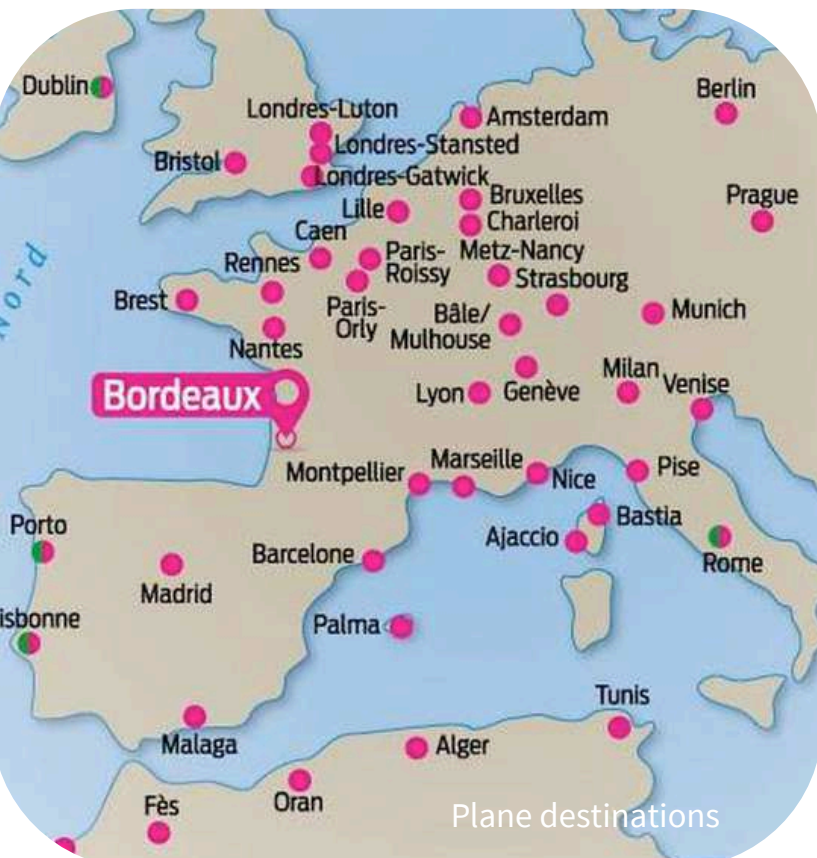 Dublin
Berlin
Londres-Luton
Amsterdam
Londres-Stansted
Bristol
Londres-Gatwick
Bruxelles
Prague
Lille
Charleroi
Caen
Paris-
Roissy
Metz-Nancy
Rennes
Strasbourg
Nord
Brest
Paris-
Orly
Bâle/
Mulhouse
Munich
Nantes
Milan
Venise
Bordeaux
Lyon
Genève
Montpellier
Marseille
Nice
Pise
Porto
Bastia
Ajaccio
Barcelone
Rome
Madrid
isbonne
Palma
Tunis
Malaga
Alger
Fès
Oran
Plane destinations